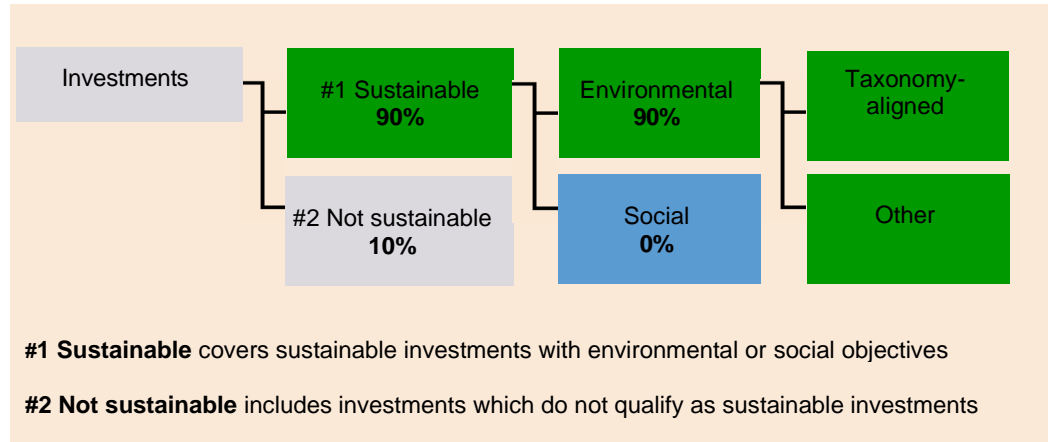 Investments
#1 Sustainable
90%
Environmental
90%
Taxonomy-
aligned
#2 Not sustainable
10%
Social
0%
Other
#1 Sustainable covers sustainable investments with environmental or social objectives
#2 Not sustainable includes investments which do not qualify as sustainable investments